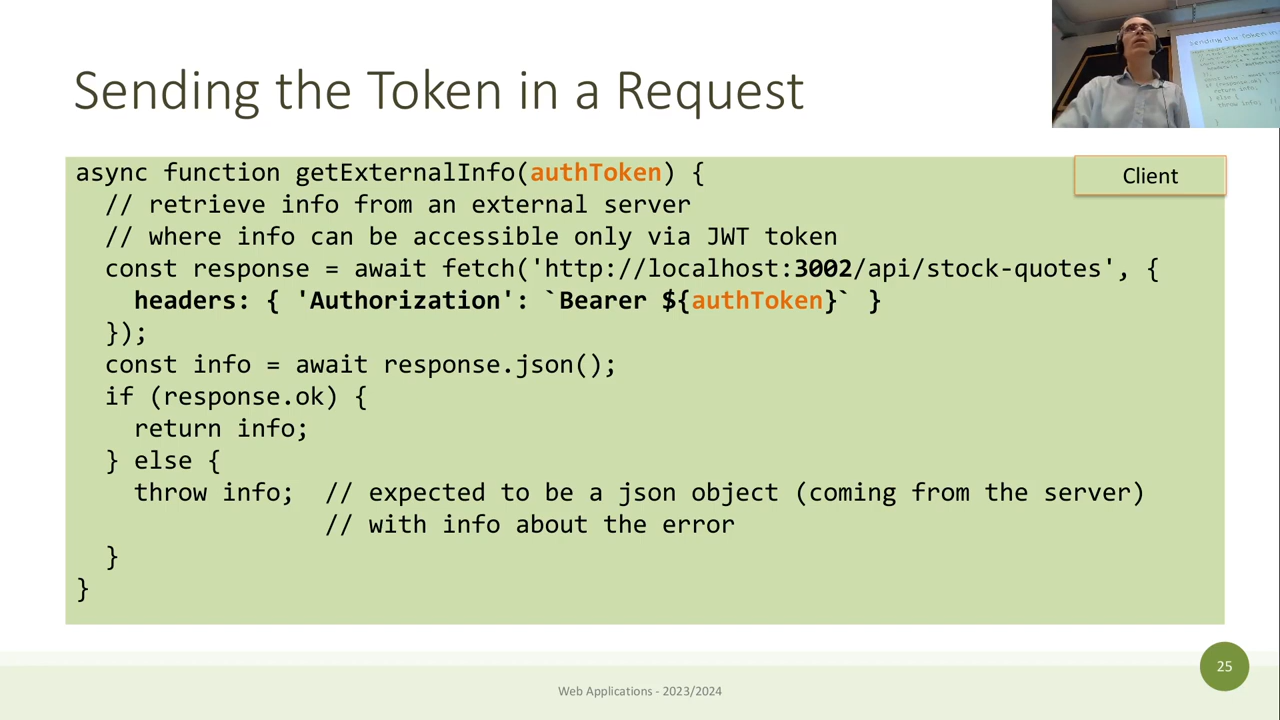 Sending the Token in a Request
Client
async function getExternalInfo(authToken) {
  // retrieve info from an external server
  // where info can be accessible only via JWT token
  const response = await fetch('http://localhost:3002/api/stock-quotes', {
    headers: { 'Authorization': `Bearer ${authToken}` }
  });
  const info = await response.json();
  if (response.ok) {
    return info;
  } else {
    throw info;  // expected to be a json object (coming from the server)
                 // with info about the error
  }
}
25
Web Applications - 2023/2024